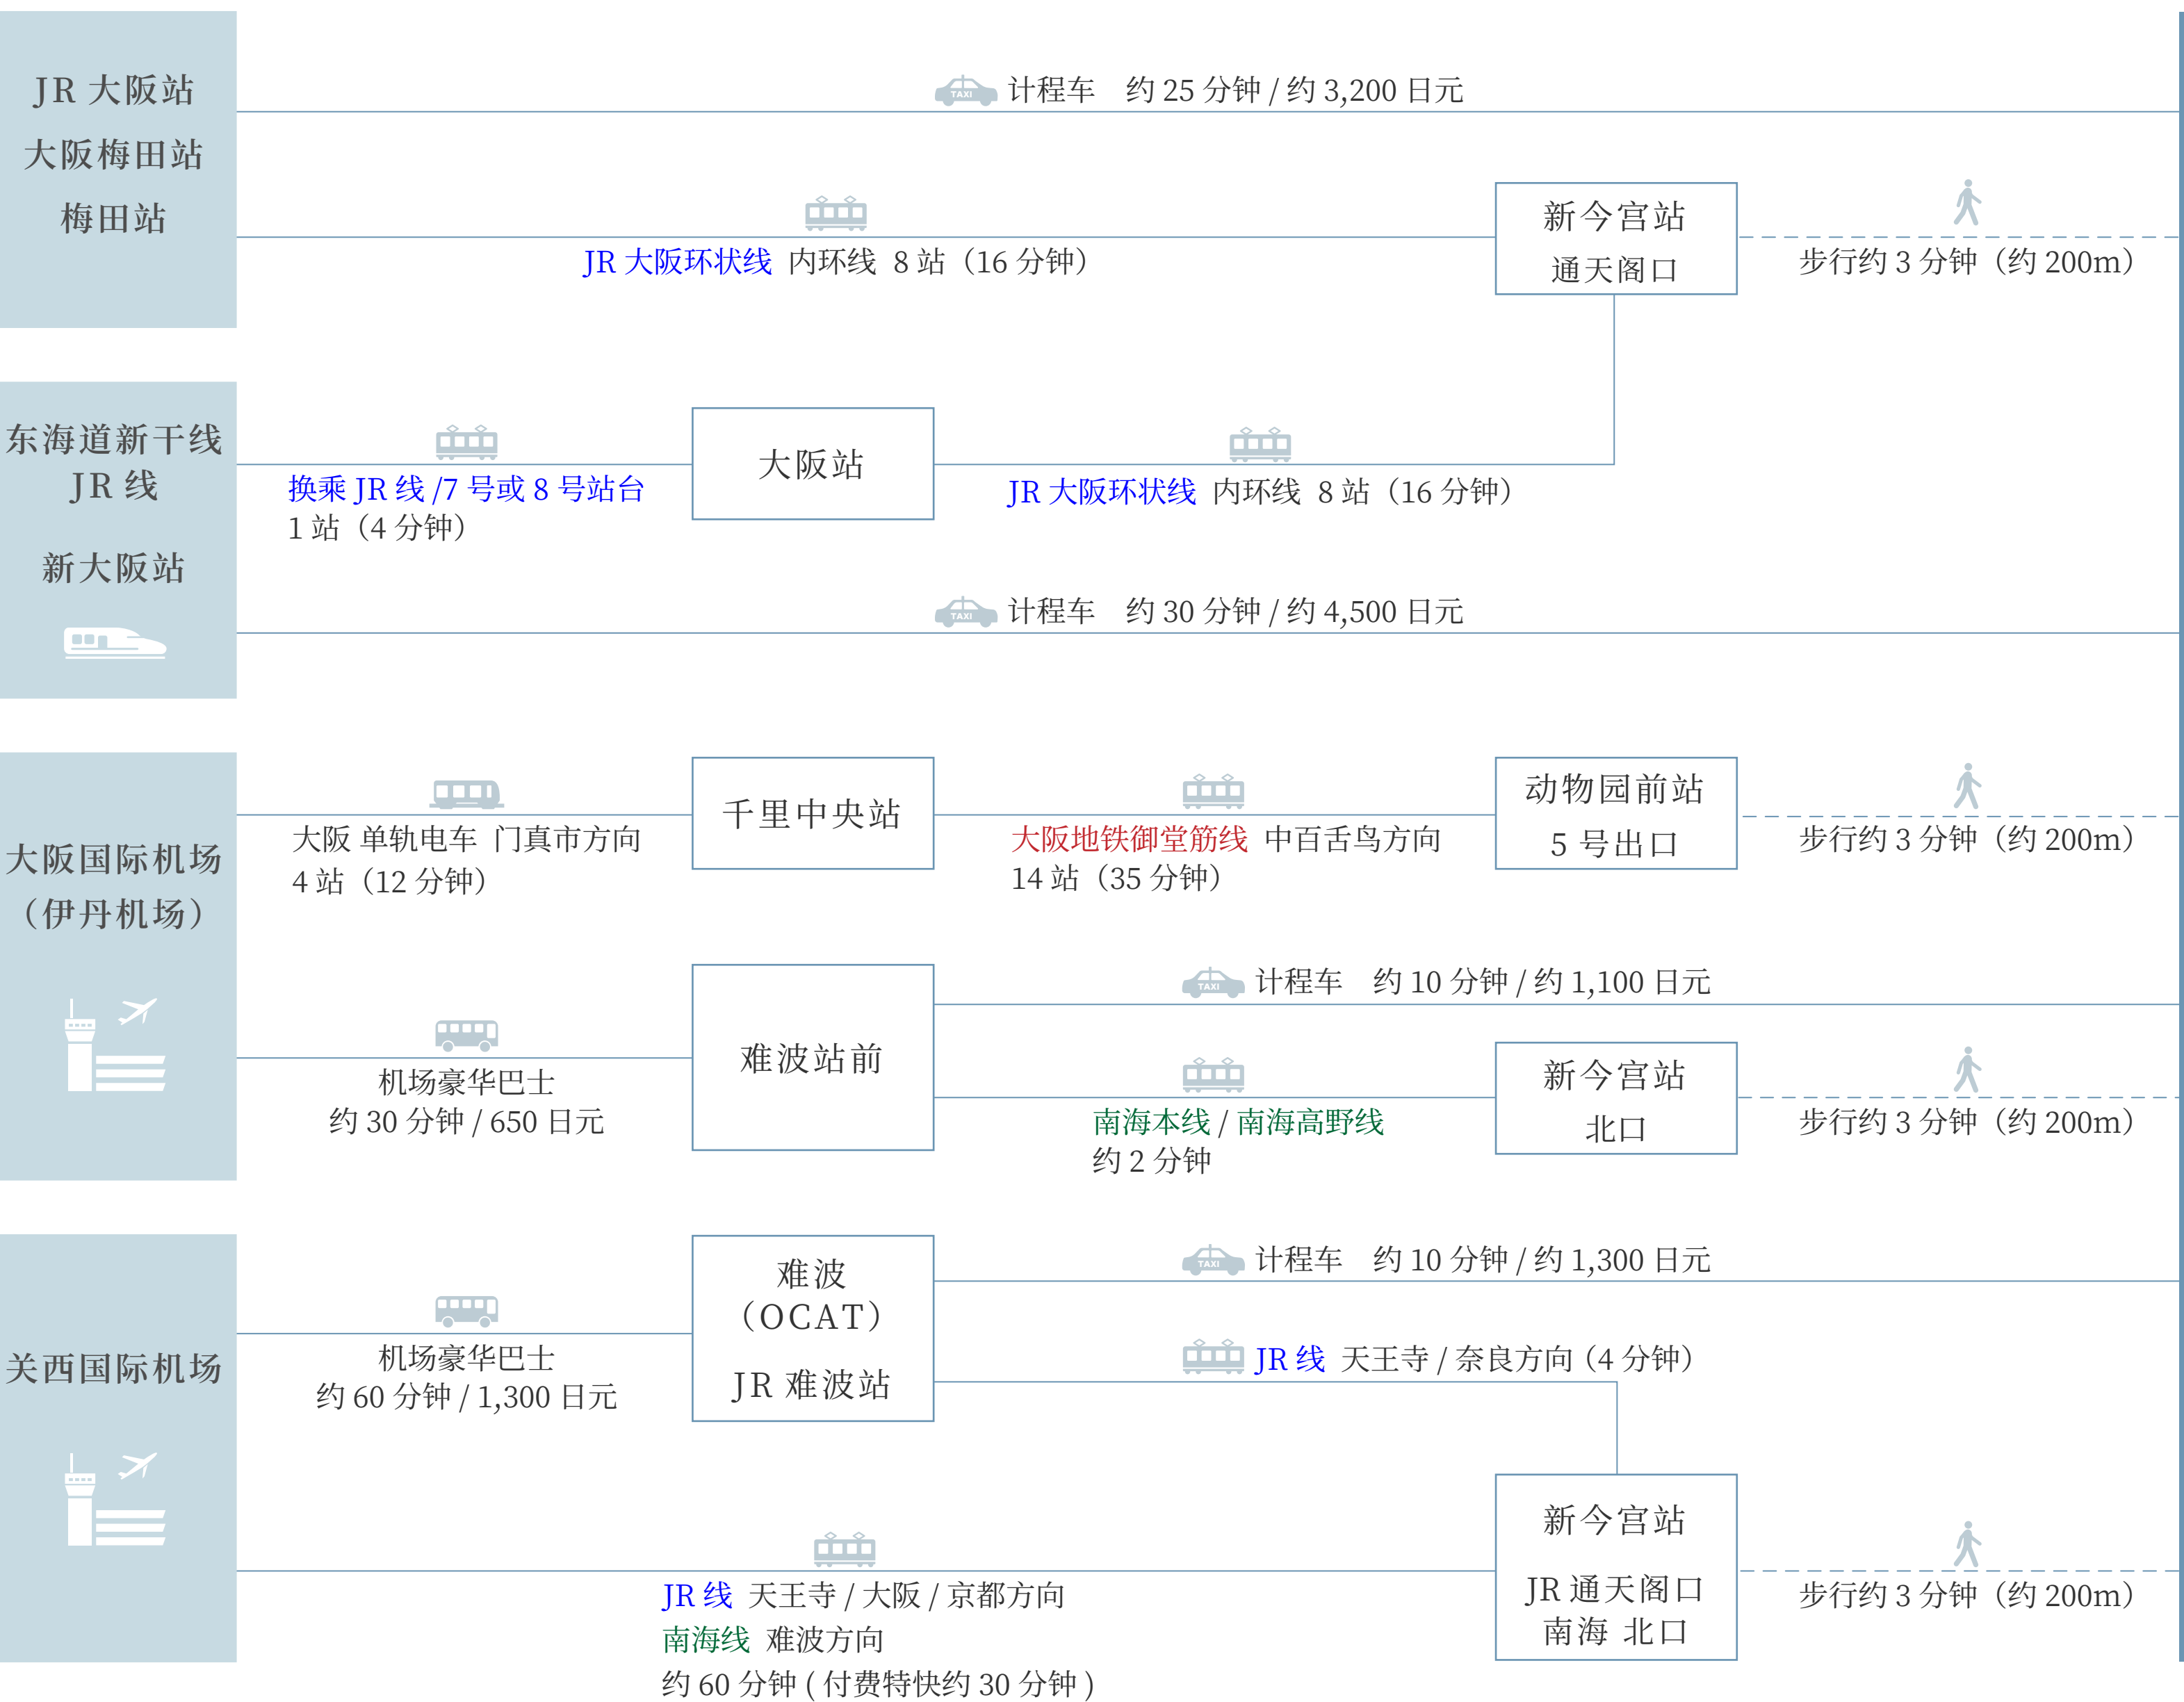 JR 大阪站
大阪梅田站
梅田站
TAXI 计程车 约 25 分钟 / 约 3,200 日元
JR 大阪环状线 内环线 8 站（16 分钟）
新今宫站
通天阁口
步行约 3 分钟（约 200m）
东海道新干线
JR 线
新大阪站
换乘 JR 线 /7 号或 8 号站台
1 站（4 分钟）
大阪站
JR 大阪环状线 内环线 8 站（16 分钟）
TAXI 计程车 约 30 分钟 / 约 4,500 日元
大阪国际机场
（伊丹机场）
大阪 单轨电车 门真市方向
4 站（12 分钟）
千里中央站
大阪地铁御堂筋线 中百舌鸟方向
14 站（35 分钟）
动物园前站
5 号出口
步行约 3 分钟（约 200m）
机场豪华巴士
约 30 分钟 / 650 日元
难波站前
TAXI 计程车 约 10 分钟 / 约 1,100 日元
南海本线 / 南海高野线
约 2 分钟
新今宫站
北口
步行约 3 分钟（约 200m）
关西国际机场
机场豪华巴士
约 60 分钟 / 1,300 日元
难波
（OCAT）
JR 难波站
TAXI 计程车 约 10 分钟 / 约 1,300 日元
JR 线 天王寺 / 奈良方向（4 分钟）
JR 线 天王寺 / 大阪 / 京都方向
南海线 难波方向
约 60 分钟 ( 付费特快约 30 分钟 )
新今宫站
JR 通天阁口
南海 北口
步行约 3 分钟（约 200m）